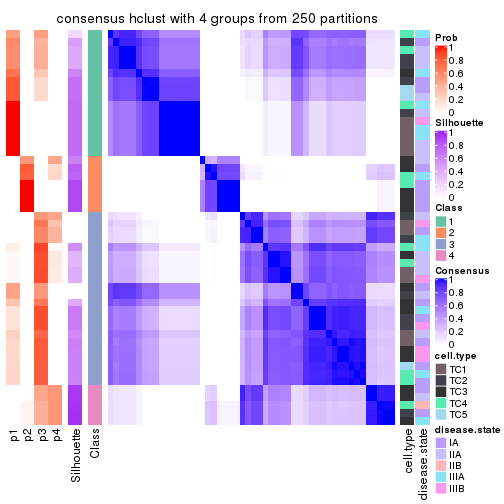 consensus hclust with 4 groups from 250 partitions
Prob
1
0.8
0.6
0.4
0.2
0
Silhouette
1
0.8
0.6
0.4
0.2
0
Class
1
2
3
4
Consensus
1
0.8
0.6
0.4
0.2
0
cell.type
TC1
TC2
TC3
TC4
TC5
disease.state
IA
IIA
IIB
IIIA
IIIB
p1
p2
p3
p4
Silhouette
Class
cell.type
disease.state